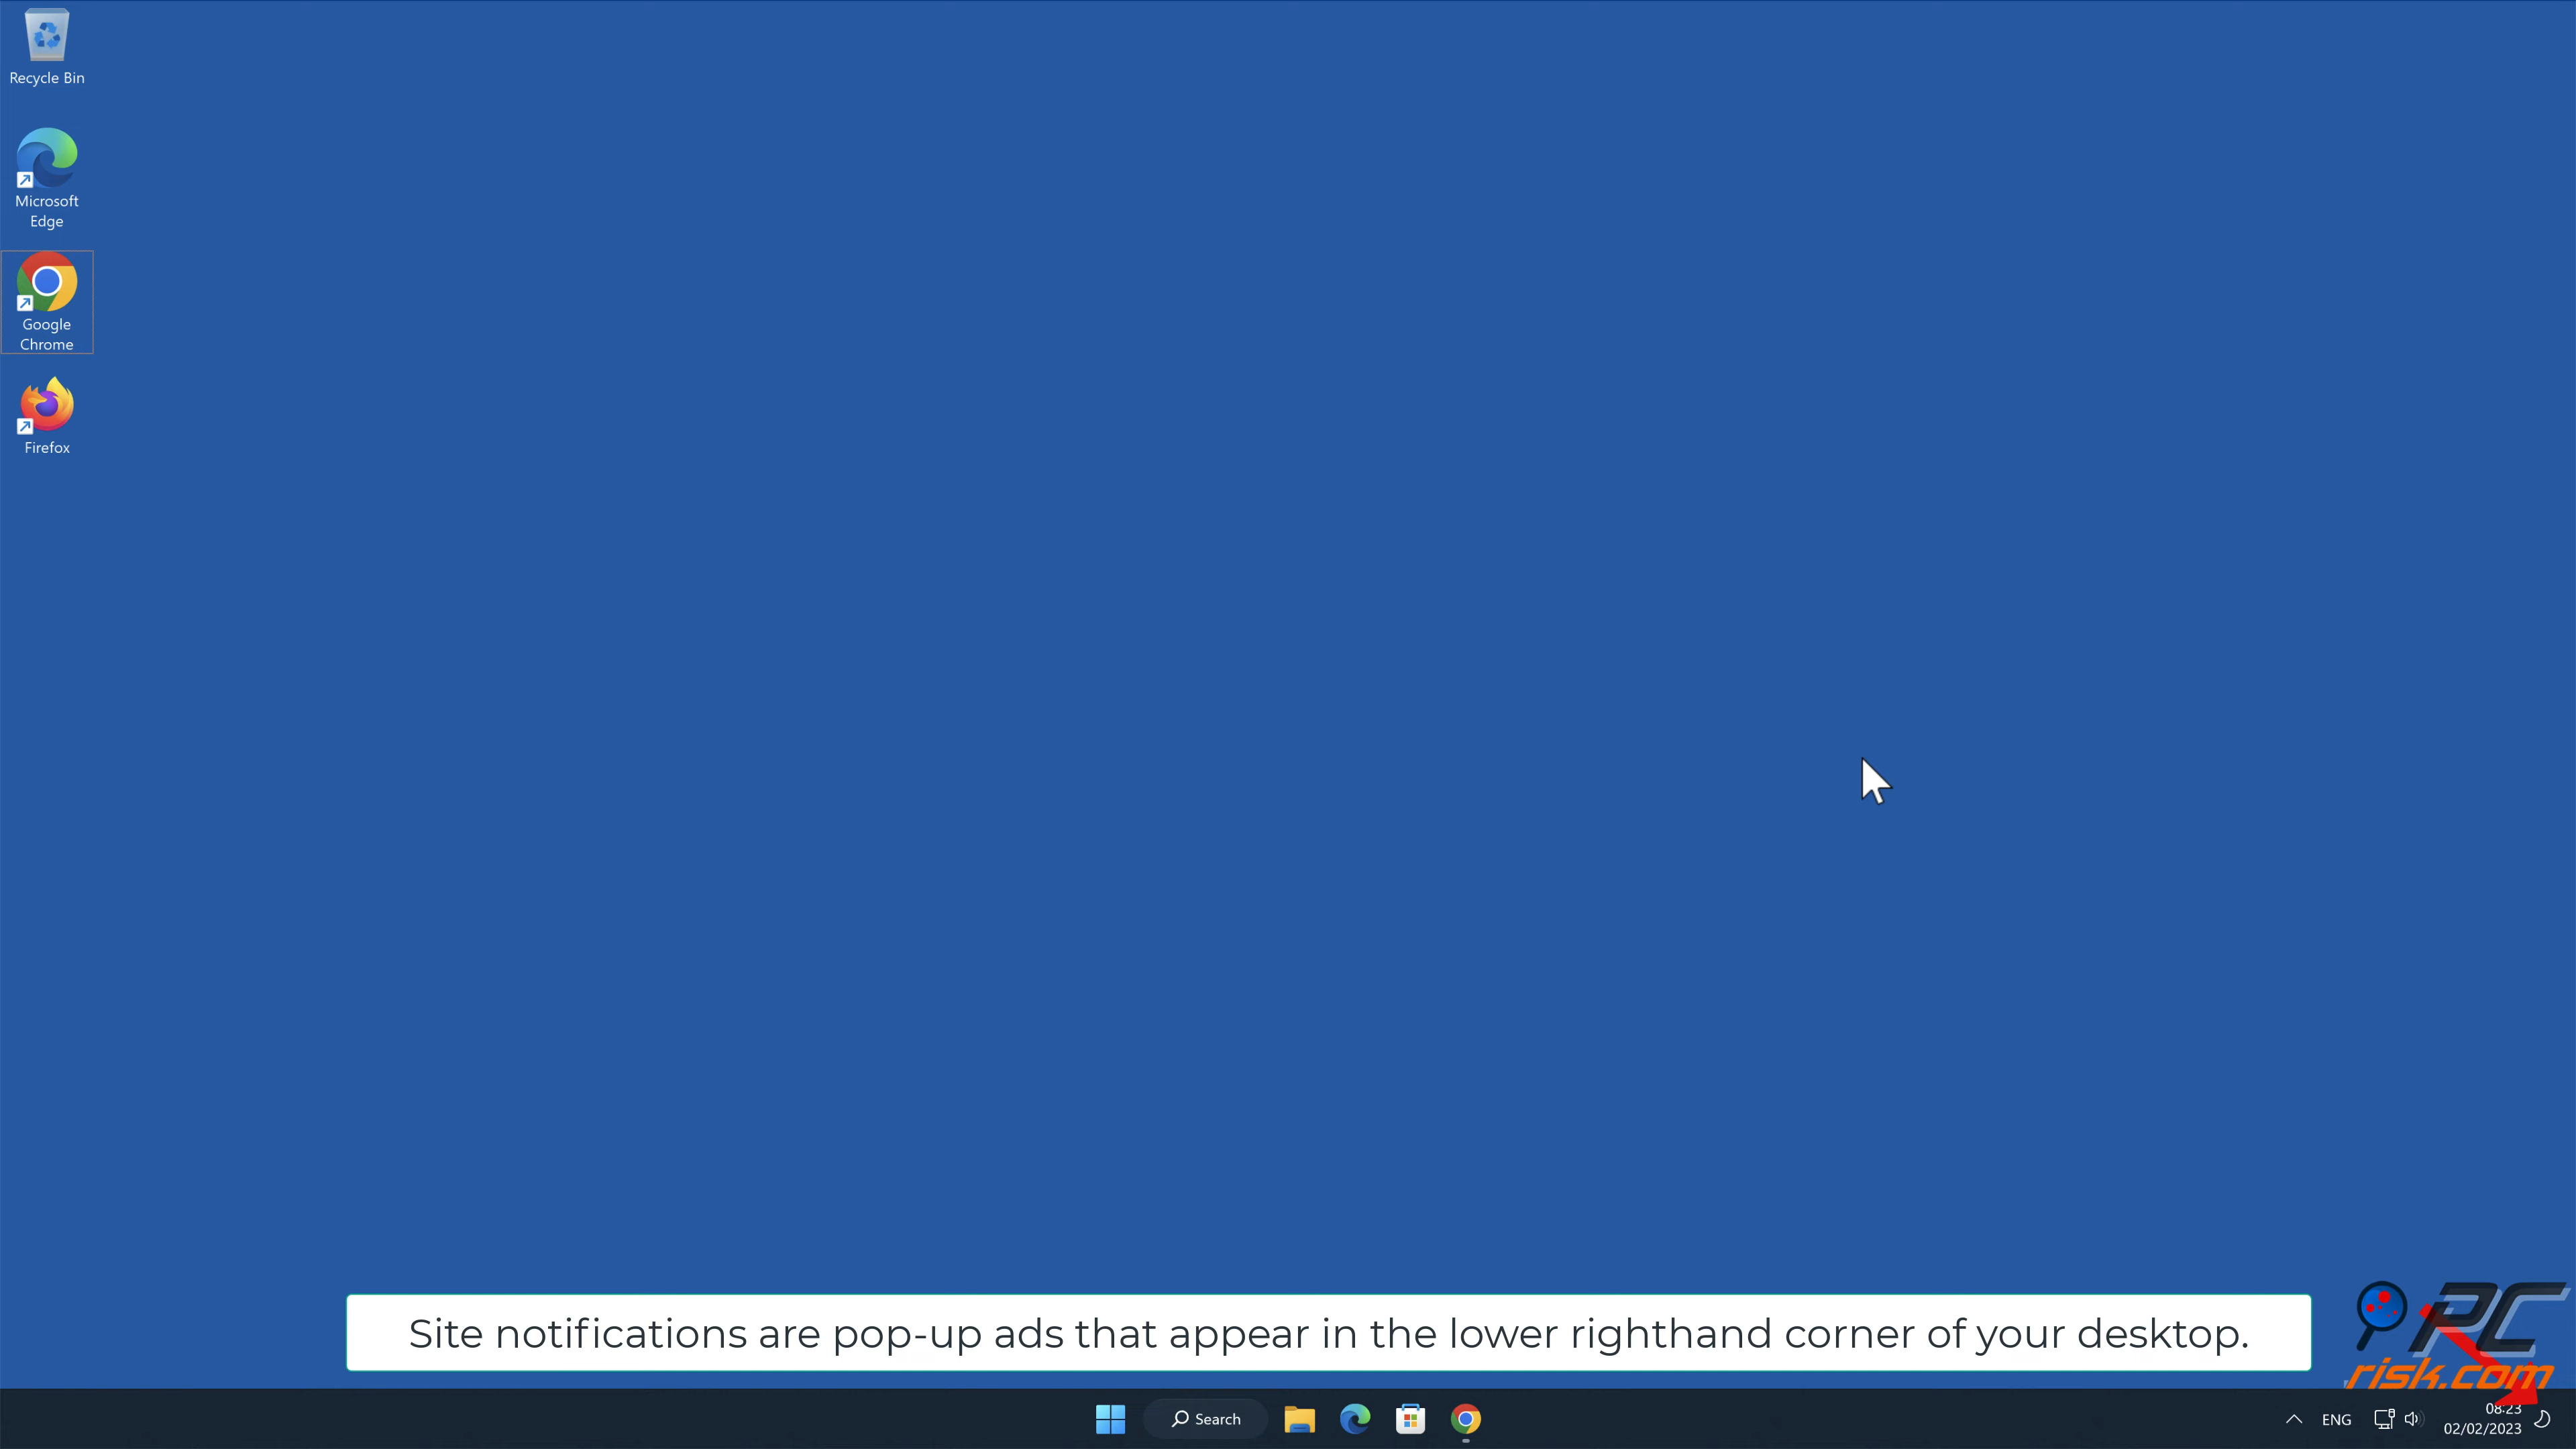 Recycle Bin
Microsoft
Edge
Google
Chrome
Firefox
Site notifications are pop-up ads that appear in the lower righthand corner of your desktop.
PC
risk.com
Search
ENG
08:23
02/02/2023